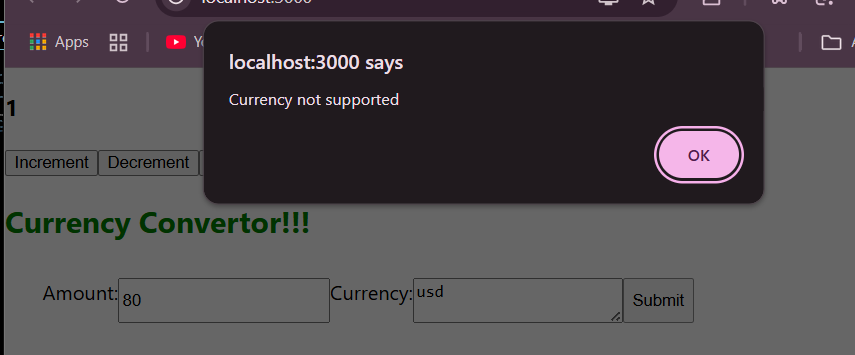 localhost:3000
Apps
localhost:3000 says
Currency not supported
OK
1
Increment Decrement
Currency Convertor!!!
Amount: 80 Currency: usd Submit